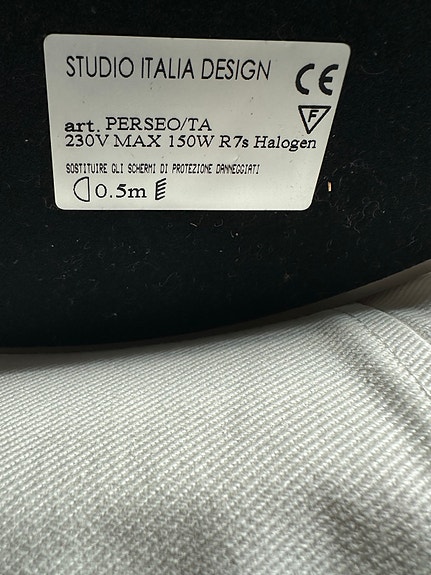 STUDIO ITALIA DESIGN
CE
F
art. PERSEO/TA
230V MAX 150W R7s Halogen
SOSTITUIRE GLI SCHERMI DI PROTEZIONE DANNEGGIATI
0.5m